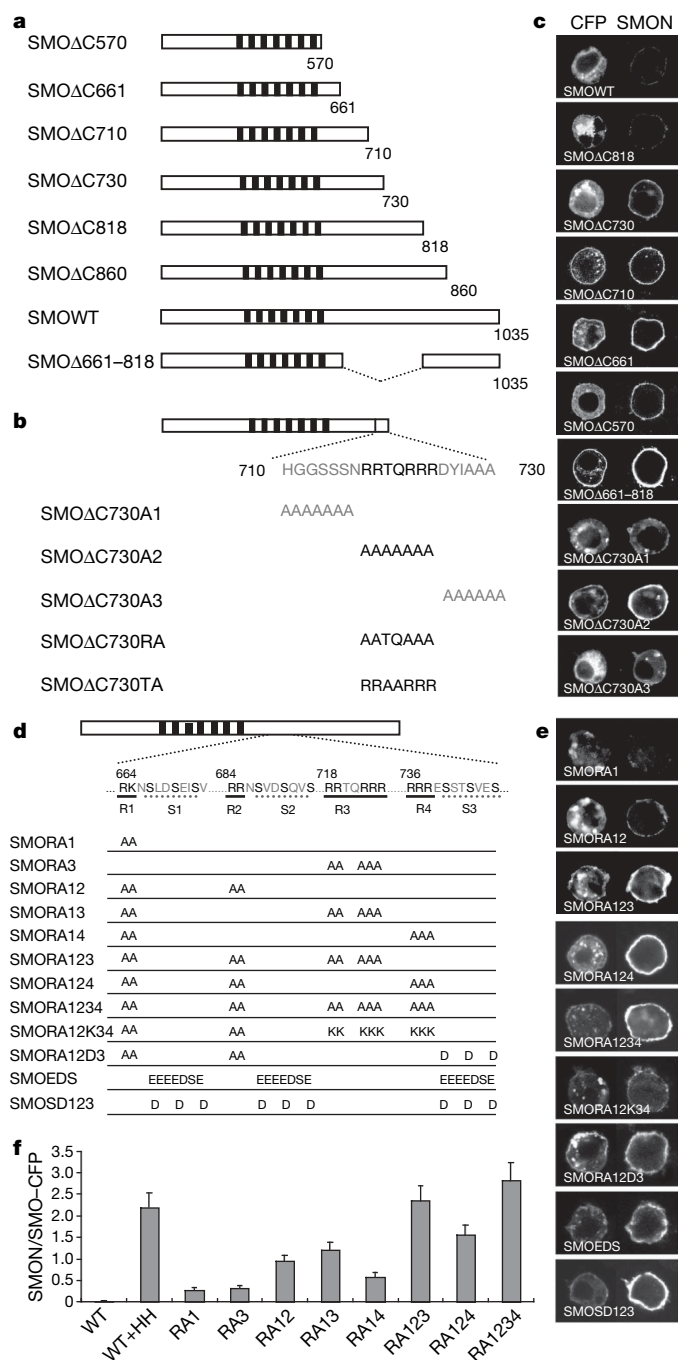 a
SMOΔC570
570
SMOΔC661
661
SMOΔC710
710
SMOΔC730
730
SMOΔC818
818
SMOΔC860
860
SMOWT
1035
SMOΔ661–818
1035
b
710 HGGSSSNRRTQRRRDYIAAA 730
SMOΔC730A1 AAAAAAA
SMOΔC730A2 AAAAAAA
SMOΔC730A3 AAAAAA
SMOΔC730RA AATQAAA
SMOΔC730TA RRAARRR
c
CFP SMON
SMOWT
SMOΔC818
SMOΔC730
SMOΔC710
SMOΔC661
SMOΔC570
SMOΔ661–818
SMOΔC730A1
SMOΔC730A2
SMOΔC730A3
d
664 684 718 736
RKNSLDSEISV......RRNSVDSQVS......RRTQRRR......RRRESSTSVES...
R1 S1 R2 S2 R3 R4 S3
SMORA1 AA
SMORA3 AA AAA
SMORA12 AA AA
SMORA13 AA AA AAA
SMORA14 AA AAA
SMORA123 AA AA AA AAA
SMORA124 AA AA AAA
SMORA1234 AA AA AA AAA AAA
SMORA12K34 AA AA KK KKK KKK
SMORA12D3 AA AA D D D
SMOEDS EEEEDSE EEEEDSE EEEEDSE
SMOSD123 D D D D D D D D D
e
SMORA1
SMORA12
SMORA123
SMORA124
SMORA1234
SMORA12K34
SMORA12D3
SMOEDS
SMOSD123
f
SMON/SMO–CFP
3.5
3.0
2.5
2.0
1.5
1.0
0.5
0
WT WT+HH RA1 RA3 RA12 RA13 RA14 RA123 RA124 RA1234